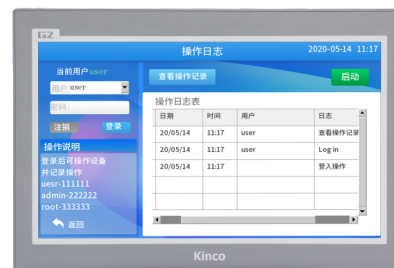 G2
操作日志
2020-05-14 11:17
当前用户user
用户 user
密码:
注销 登录
操作说明
登录后可操作设备
并记录操作
uesr-111111
admin-222222
root-333333
返回
查看操作记录
启动
操作日志表
日期 时间 用户 日志
20/05/14 11:17 user 查看操作记录
20/05/14 11:17 user Log in
20/05/14 11:17 登入操作
Kinco